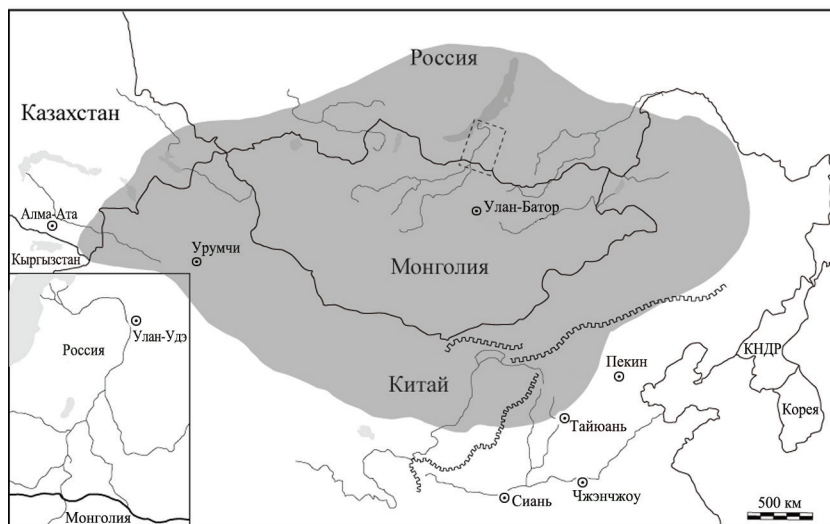 Россия
Казахстан
Улан-Батор
Алма-Ата
Урумчи
Кыргызстан
Монголия
Улан-Удэ
Россия
КНДР
Пекин
Китай
Корея
Тайюань
Сиань
Чжэнчжоу
500 км
Монголия